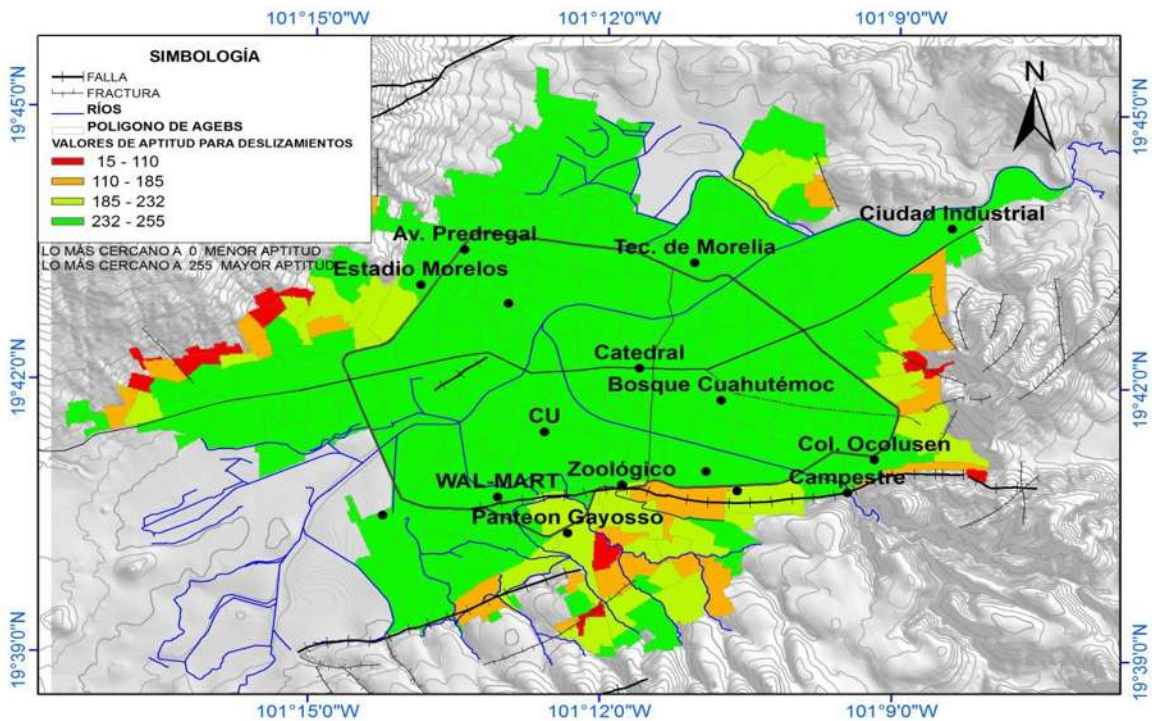 101°15'0"W 101°12'0"W 101°9'0"W
SIMBOLOGÍA
FALLA
FRACTURA
RÍOS
POLIGONO DE AGEBS
VALORES DE APTITUD PARA DESLIZAMIENTOS
15 - 110
110 - 185
185 - 232
232 - 255
LO MÁS CERCANO A 0 MENOR APTITUD
LO MÁS CERCANO A 255 MAYOR APTITUD
N
19°45'0"N
19°45'0"N
Ciudad Industrial
Av. Predregal
Tec. de Morelia
Estadio Morelos
Catedral
19°42'0"N
19°42'0"N
Bosque Cuahutémoc
CU
Col. Ocolusen
Zoológico
WAL-MART
Campestre
Panteon Gayosso
19°39'0"N
19°39'0"N
101°15'0"W 101°12'0"W 101°9'0"W